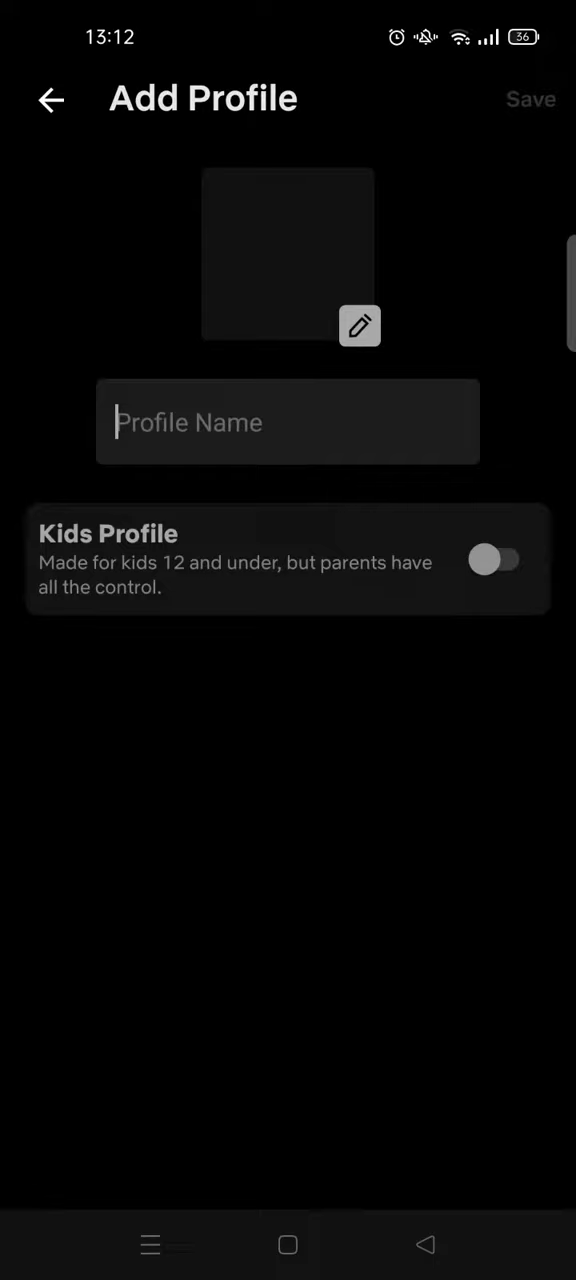 13:12
36
Add Profile
Save
Profile Name
Kids Profile
Made for kids 12 and under, but parents have
all the control.